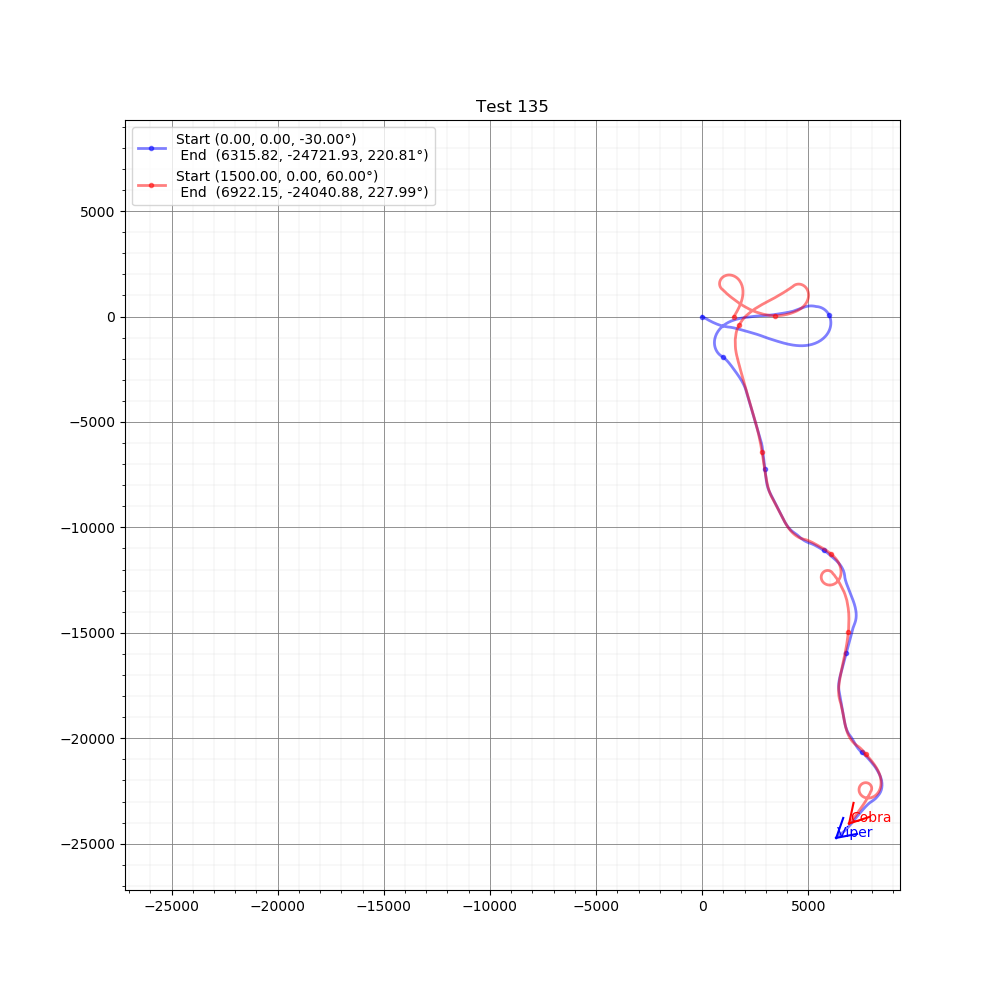 Test 135
Start (0.00, 0.00, -30.00°)
End (6315.82, -24721.93, 220.81°)
Start (1500.00, 0.00, 60.00°)
End (6922.15, -24040.88, 227.99°)
5000
0
−5000
−10000
−15000
−20000
−25000
Cobra
Viper
−25000 −20000 −15000 −10000 −5000 0 5000